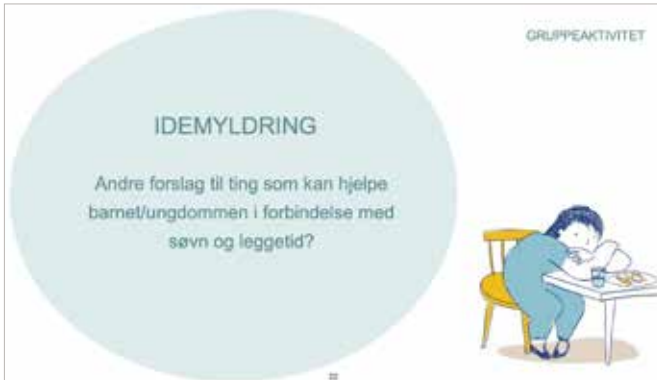 GRUPPEAKTIVITET
IDEMYLDRING
Andre forslag til ting som kan hjelpe
barnet/ungdommen i forbindelse med
søvn og leggetid?